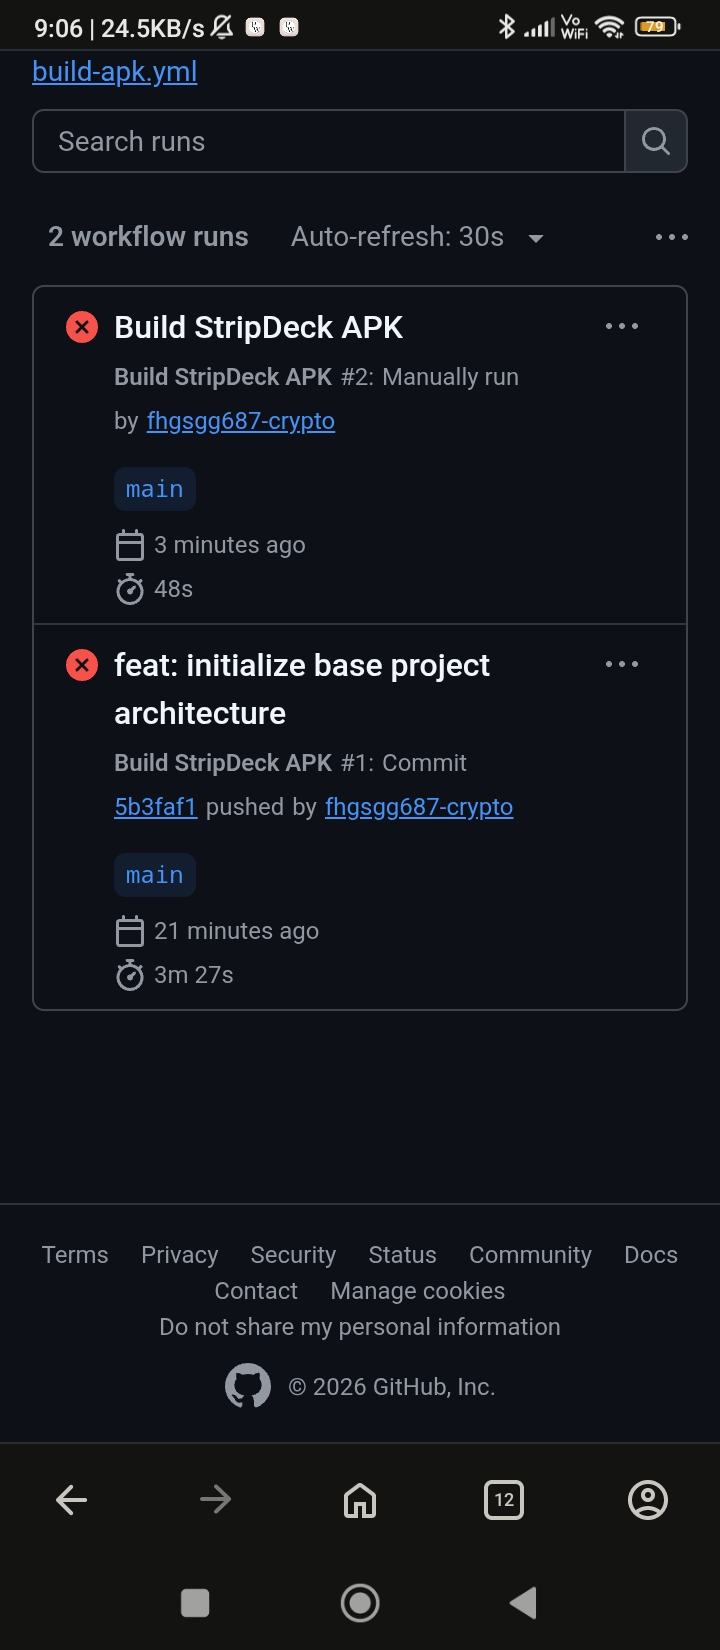 9:06 | 24.5KB/s Vo WiFi 79
build-apk.yml
Search runs
2 workflow runs Auto-refresh: 30s
Build StripDeck APK
Build StripDeck APK #2: Manually run
by fhgsgg687-crypto
main
3 minutes ago
48s
feat: initialize base project
architecture
Build StripDeck APK #1: Commit
5b3faf1 pushed by fhgsgg687-crypto
main
21 minutes ago
3m 27s
Terms Privacy Security Status Community Docs
Contact Manage cookies
Do not share my personal information
© 2026 GitHub, Inc.
12